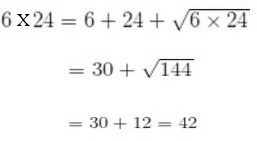 6 X 24 = 6 + 24 + √6 × 24
= 30 + √144
= 30 + 12 = 42